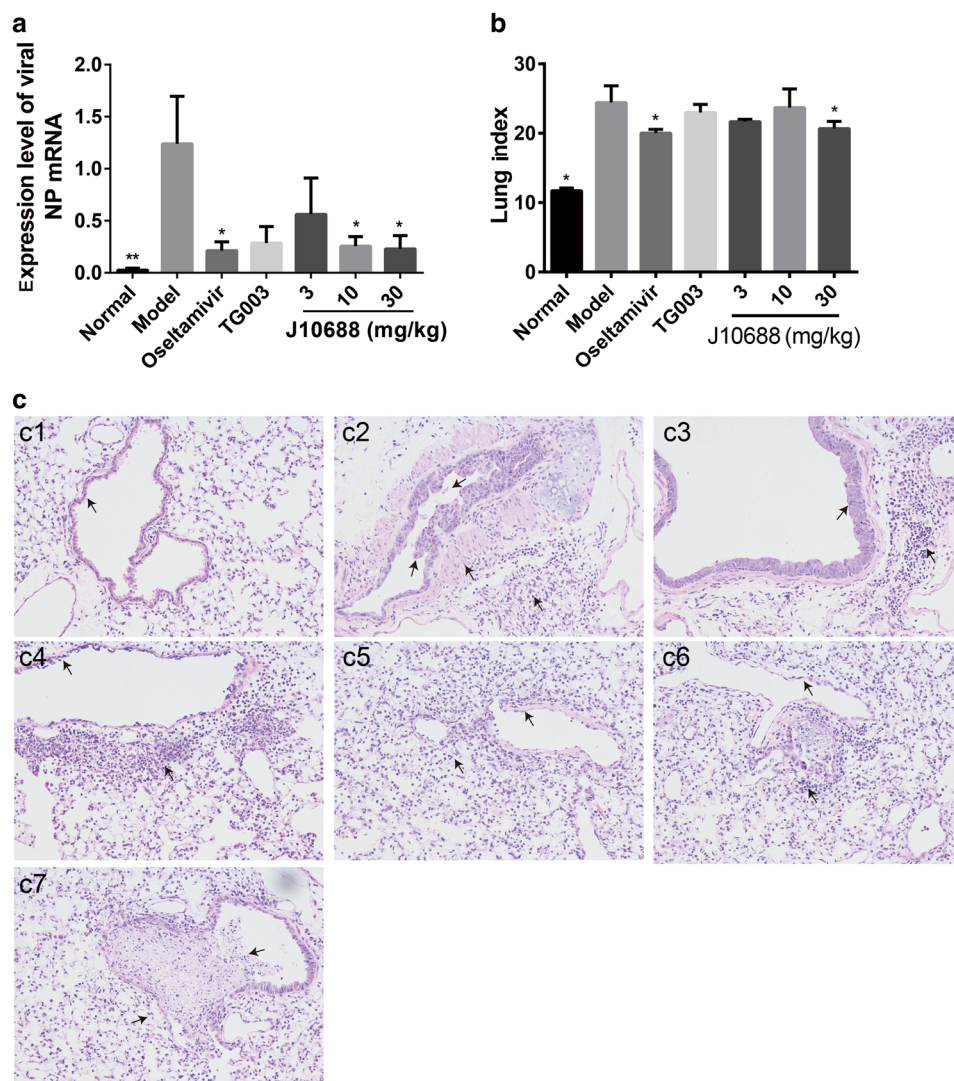 a
Expression level of viral
NP mRNA
2.0
1.5
1.0
0.5
0.0
**
*
*
*
Normal
Model
Oseltamivir
TG003
3
10
30
J10688 (mg/kg)
b
Lung index
30
20
10
0
*
*
*
Normal
Model
Oseltamivir
TG003
3
10
30
J10688 (mg/kg)
c
c1
c2
c3
c4
c5
c6
c7